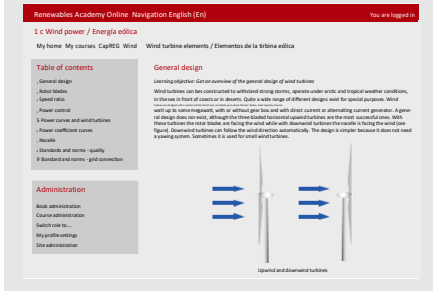 Renewables Academy Online Navigation English (En)
You are logged in
1 c Wind power / Energía eólica
My home My courses CapREG Wind Wind turbine elements / Elementos de la tirbina eólica
Table of contents
, General design
, Rotor blades
, Speed ratio
, Power control
5 Power curves and wind turbines
, Power coefficient curves
, Nacelle
, Standards and norms - quality
9 Standard and norms - grid connection
Administration
Book administration
Course administration
Switch role to....
My profile settings
Site administration
General design
Learning objective: Get an overview of the general design of wind turbines
Wind turbines can be constructed to withstand strong storms, operate under arctic and tropical weather conditions,
in the sea in front of coasts or in deserts. Quite a wide range of different designs exist for special purposes. Wind
watt up to some megawatt, with or without gear box and with direct current or alternating current generator. A gene-
ral design does nor exist, although the three bladed horizontal upwind turbines are the most successful ones. With
these turbines the rotor blades are facing the wind while with downwind turbines the nacelle is facing the wind (see
figure). Downwind turbines can follow the wind direction automatically. The design is simpler because it does not need
a yawing system. Sometimes it is used for small wind turbines.
Upwind and downwind turbines